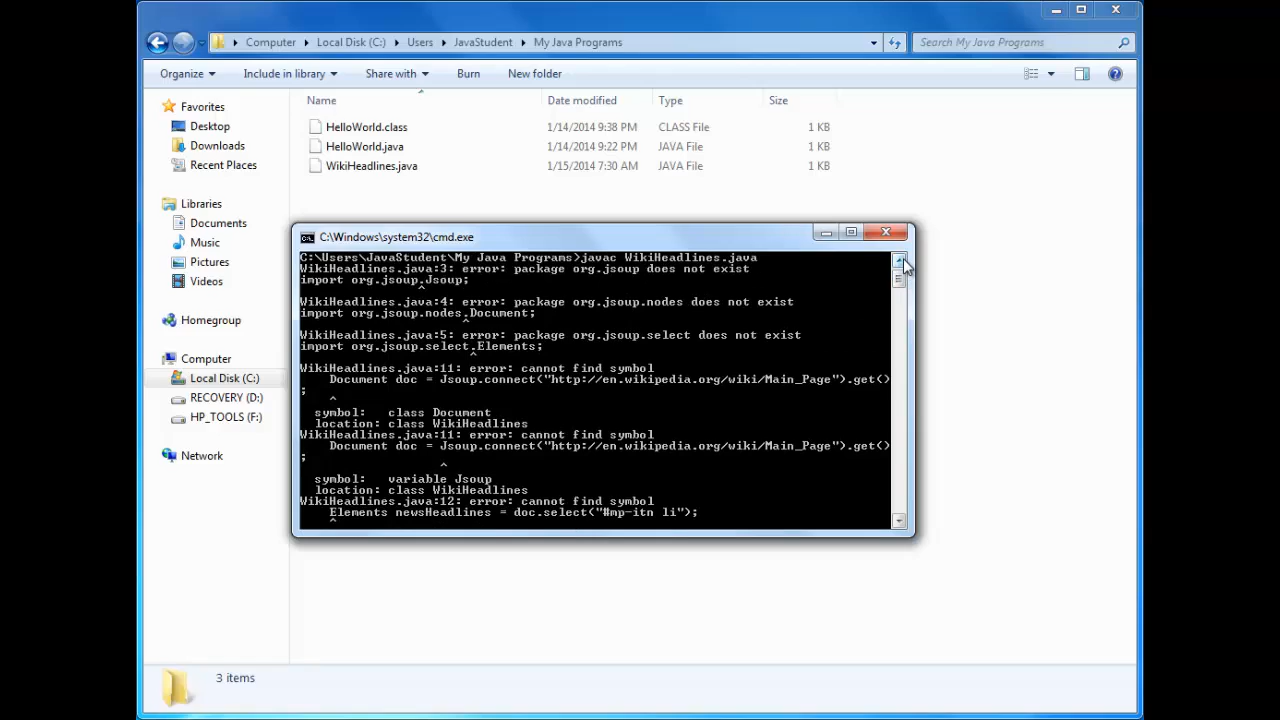 Computer Local Disk (C:) Users JavaStudent My Java Programs
Search My Java Programs
Organize Include in library Share with Burn New folder
Favorites
Desktop
Downloads
Recent Places
Libraries
Documents
Music
Pictures
Videos
Homegroup
Computer
Local Disk (C:)
RECOVERY (D:)
HP_TOOLS (F:)
Network
Name Date modified Type Size
HelloWorld.class 1/14/2014 9:38 PM CLASS File 1 KB
HelloWorld.java 1/14/2014 9:22 PM JAVA File 1 KB
WikiHeadlines.java 1/15/2014 7:30 AM JAVA File 1 KB
C:\Windows\system32\cmd.exe
C:\Users\JavaStudent\My Java Programs>javac WikiHeadlines.java
WikiHeadlines.java:3: error: package org.jsoup does not exist
import org.jsoup.Jsoup;
^
WikiHeadlines.java:4: error: package org.jsoup.nodes does not exist
import org.jsoup.nodes.Document;
^
WikiHeadlines.java:5: error: package org.jsoup.select does not exist
import org.jsoup.select.Elements;
^
WikiHeadlines.java:11: error: cannot find symbol
Document doc = Jsoup.connect("http://en.wikipedia.org/wiki/Main_Page").get()
;
^
symbol: class Document
location: class WikiHeadlines
WikiHeadlines.java:11: error: cannot find symbol
Document doc = Jsoup.connect("http://en.wikipedia.org/wiki/Main_Page").get()
;
^
symbol: variable Jsoup
location: class WikiHeadlines
WikiHeadlines.java:12: error: cannot find symbol
Elements newsHeadlines = doc.select("#mp-itn li");
^
3 items